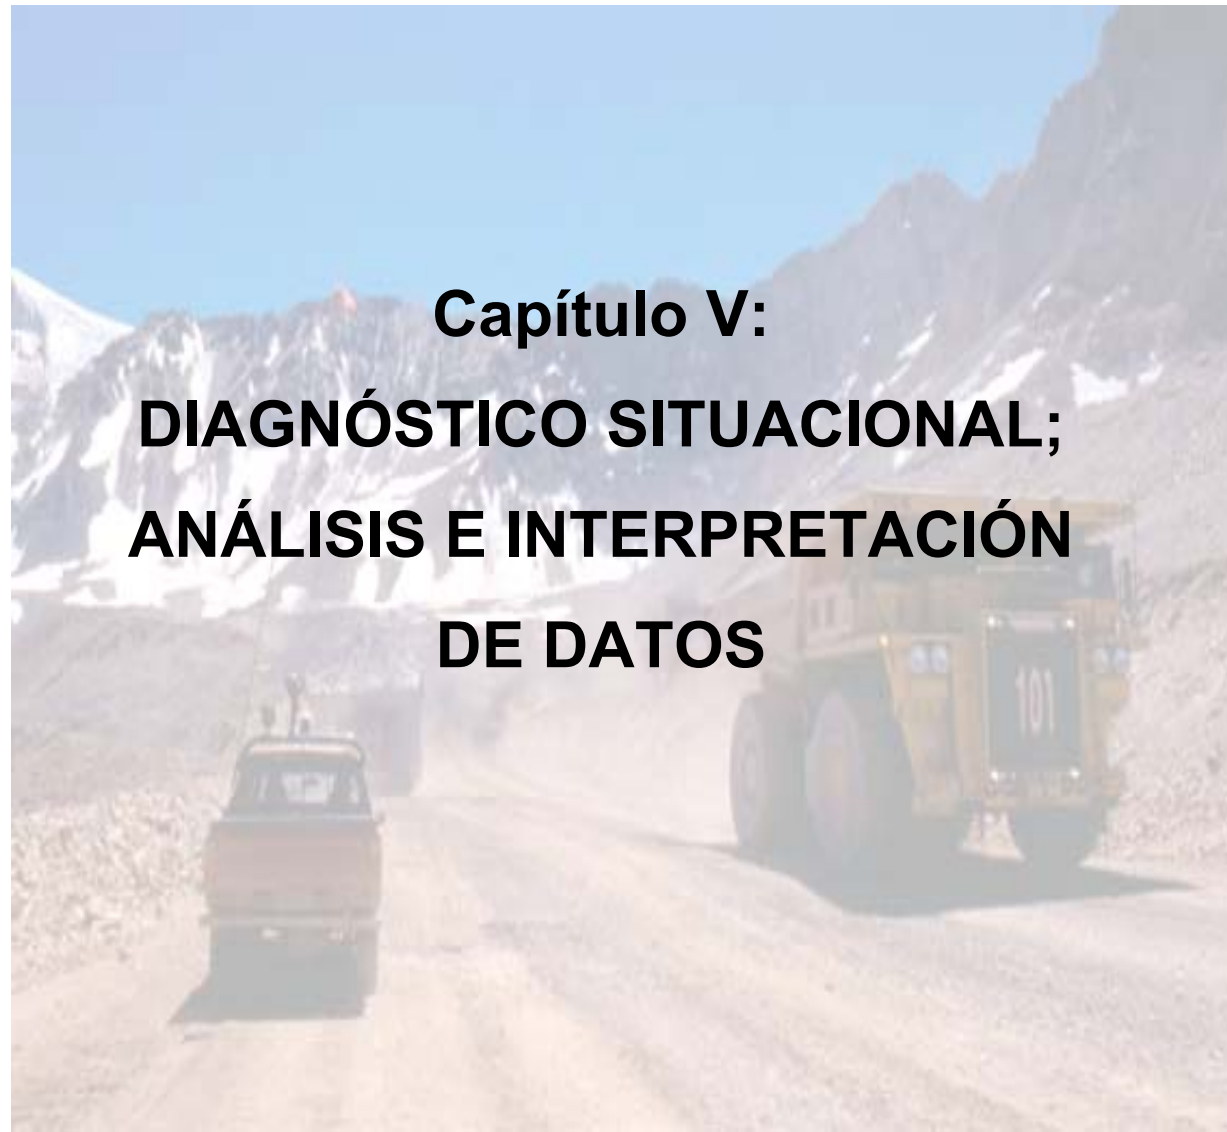 Capítulo V:
DIAGNÓSTICO SITUACIONAL;
ANÁLISIS E INTERPRETACIÓN
DE DATOS
101